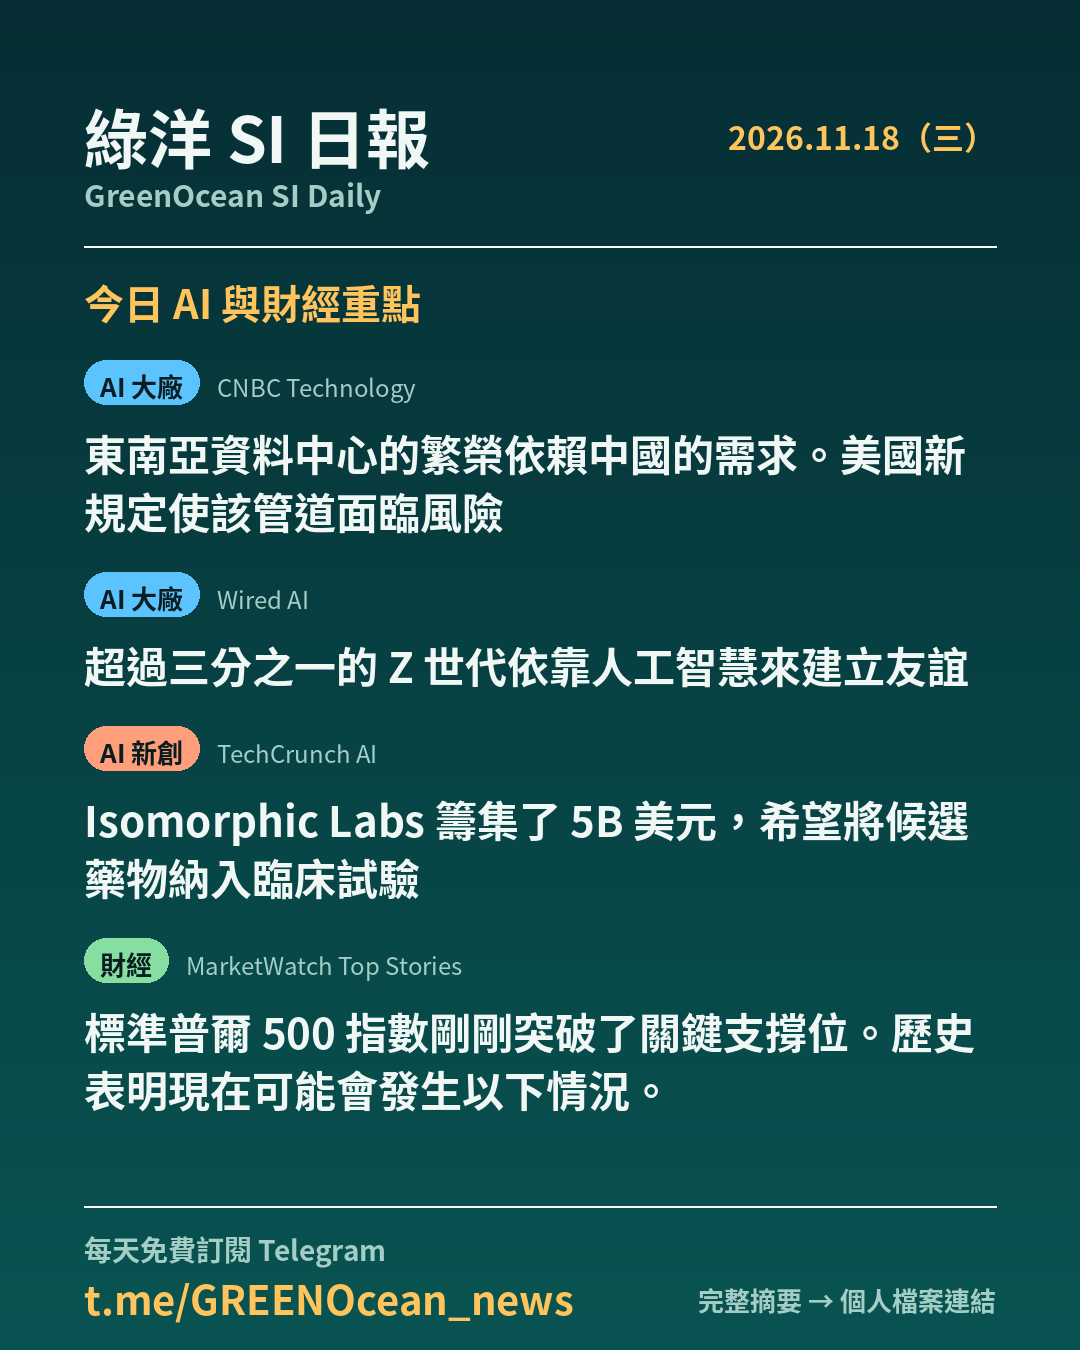 綠洋 SI 日報
2026.11.18（三）
GreenOcean SI Daily
今日 AI 與財經重點
AI 大廠 CNBC Technology
東南亞資料中心的繁榮依賴中國的需求。美國新
規定使該管道面臨風險
AI 大廠 Wired AI
超過三分之一的 Z 世代依靠人工智慧來建立友誼
AI 新創 TechCrunch AI
Isomorphic Labs 籌集了 5B 美元，希望將候選
藥物納入臨床試驗
財經 MarketWatch Top Stories
標準普爾 500 指數剛剛突破了關鍵支撐位。歷史
表明現在可能會發生以下情況。
每天免費訂閱 Telegram
t.me/GREENOcean_news
完整摘要 → 個人檔案連結